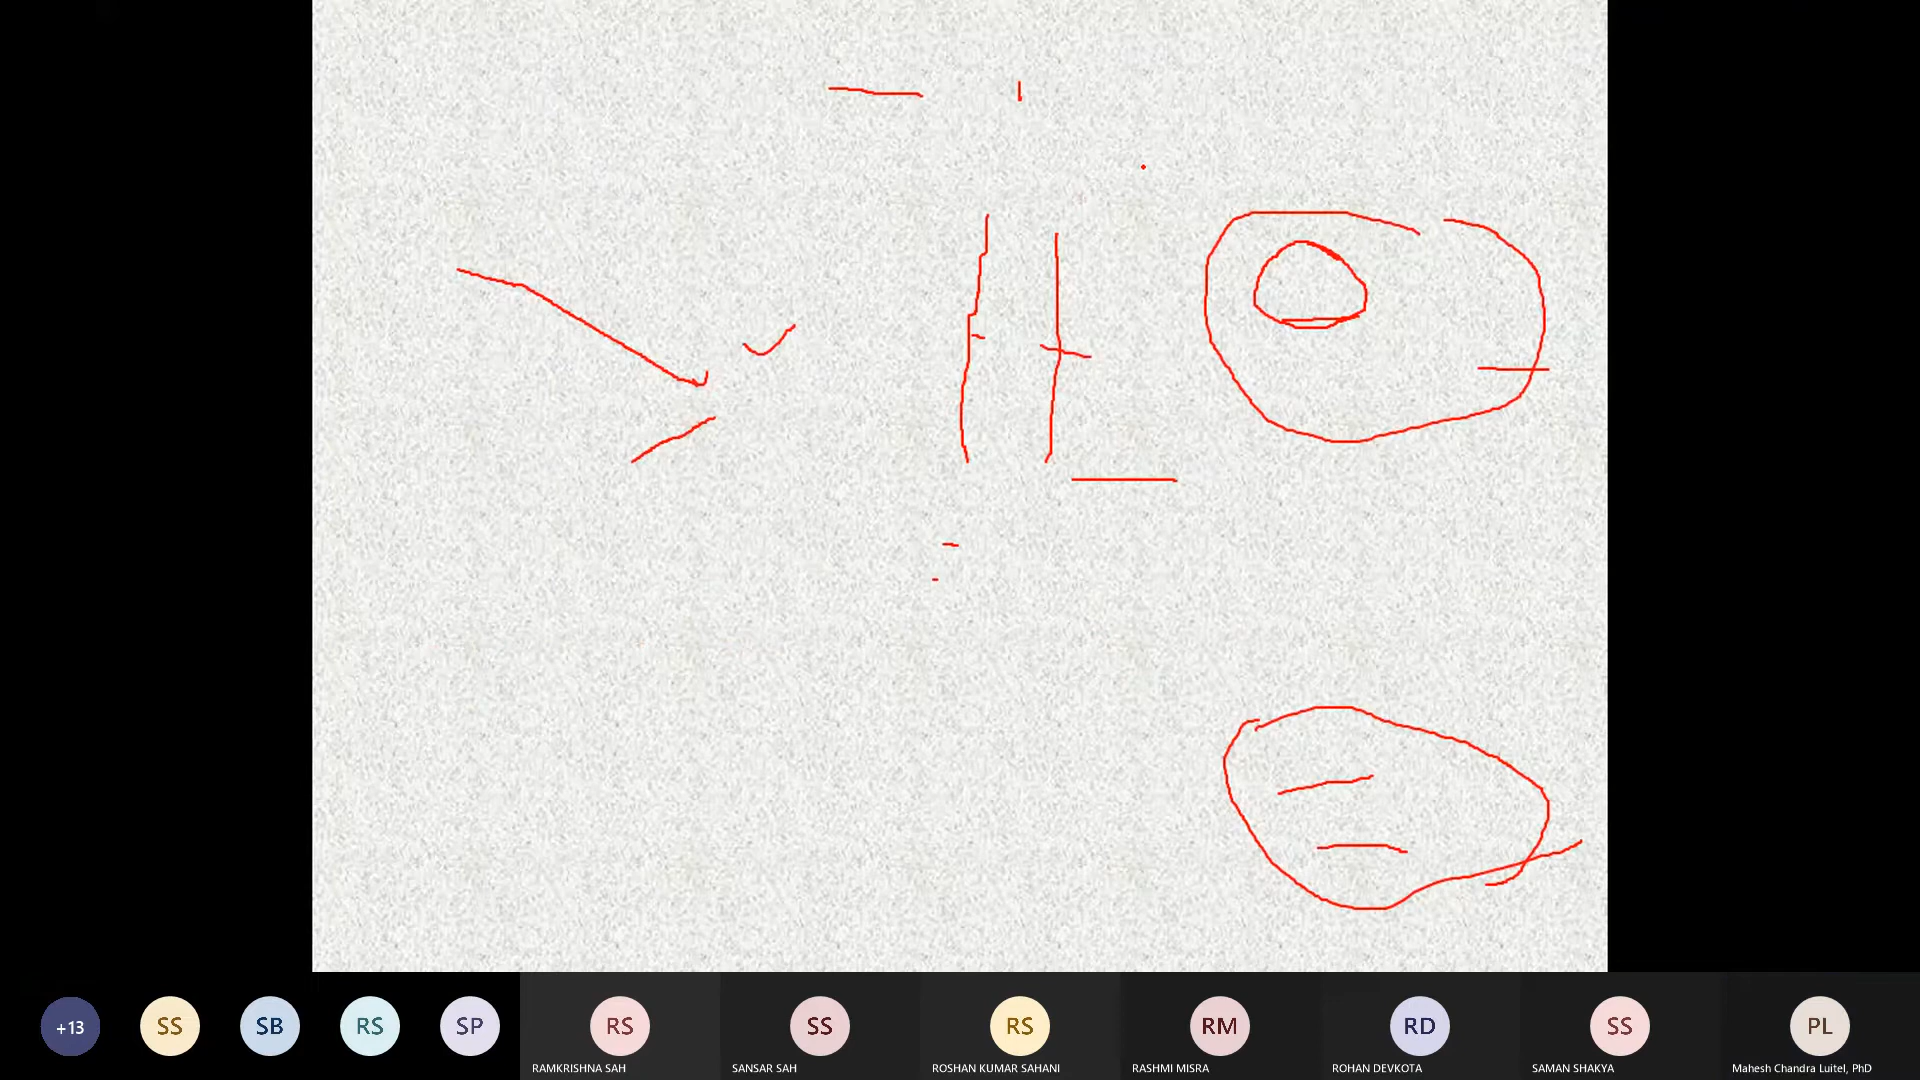 +13 SS SB RS SP RS SS RS RM RD SS PL
RAMKRISHNA SAH SANSAR SAH ROSHAN KUMAR SAHANI RASHMI MISRA ROHAN DEVKOTA SAMAN SHAKYA Mahesh Chandra Luitel, PhD